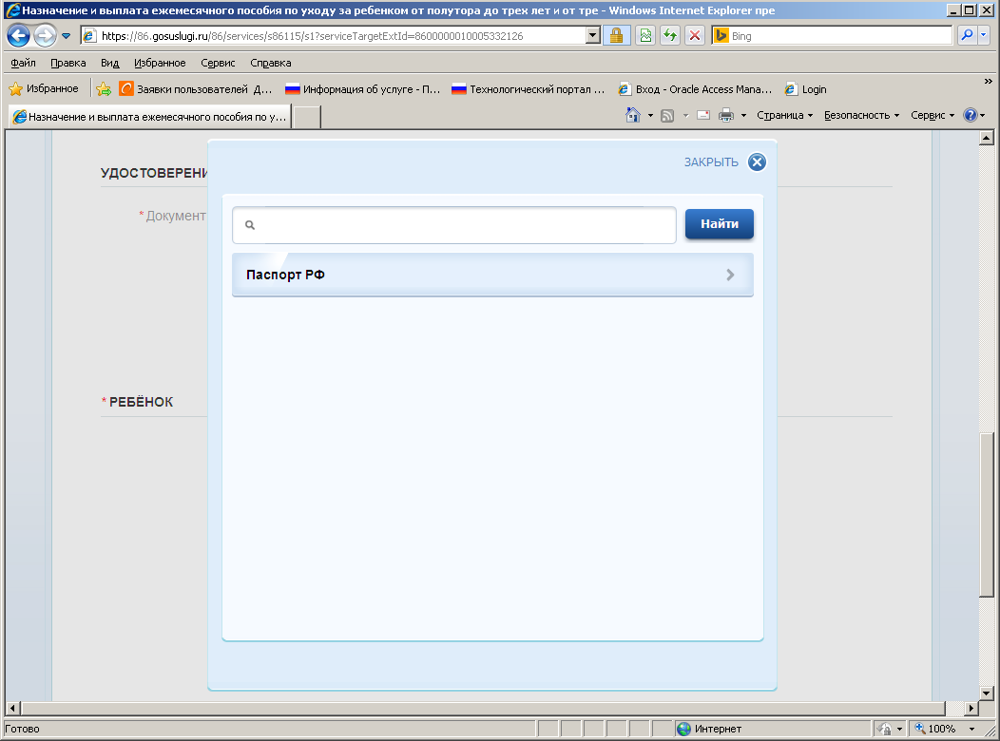 Назначение и выплата ежемесячного пособия по уходу за ребенком от полутора до трех лет и от тре - Windows Internet Explorer пре
https://86.gosuslugi.ru/86/services/s86115/s1?serviceTargetExtId=8600000010005332126
Bing
Файл Правка Вид Избранное Сервис Справка
Избранное Заявки пользователей Д... Информация об услуге - П... Технологический портал ... Вход - Oracle Access Mana... Login »
Назначение и выплата ежемесячного пособия по у... Страница Безопасность Сервис
ЗАКРЫТЬ
УДОСТОВЕРЕНИ
* Документ
Найти
Паспорт РФ
* РЕБЁНОК
Готово Интернет 100%